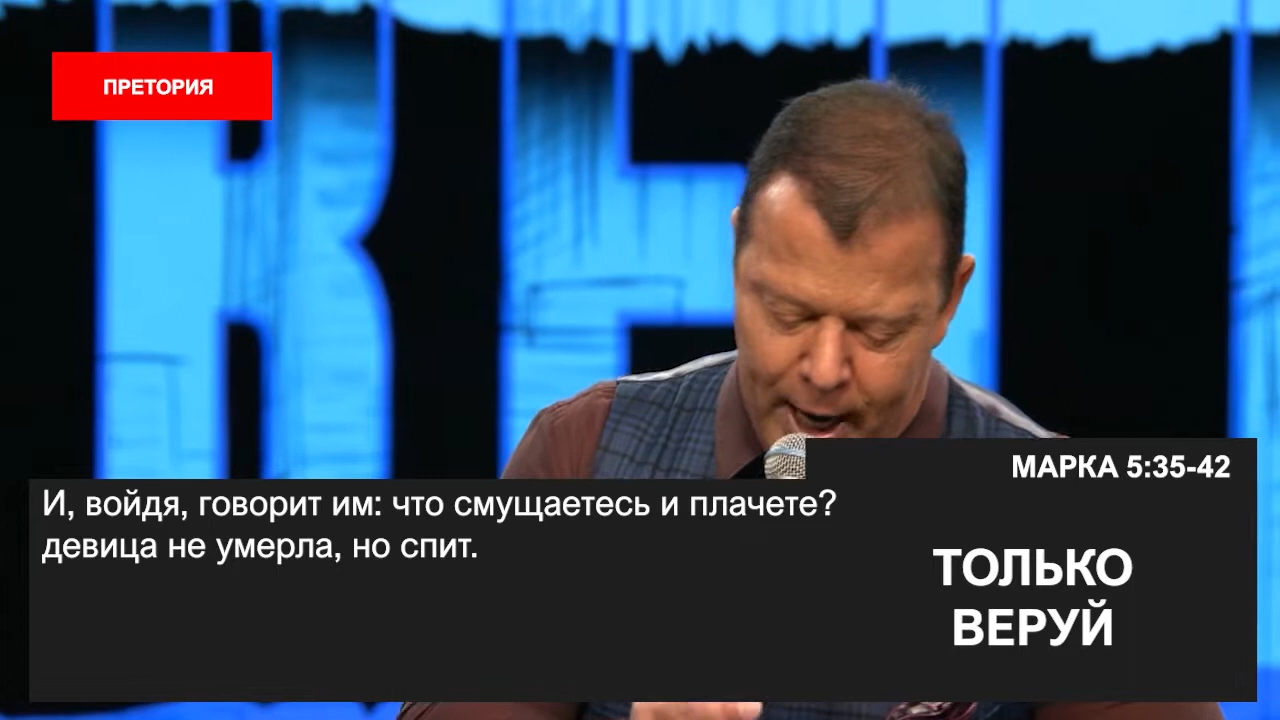 ПРЕТОРИЯ
МАРКА 5:35-42
И, войдя, говорит им: что смущаетесь и плачете?
девица не умерла, но спит.
ТОЛЬКО
ВЕРУЙ